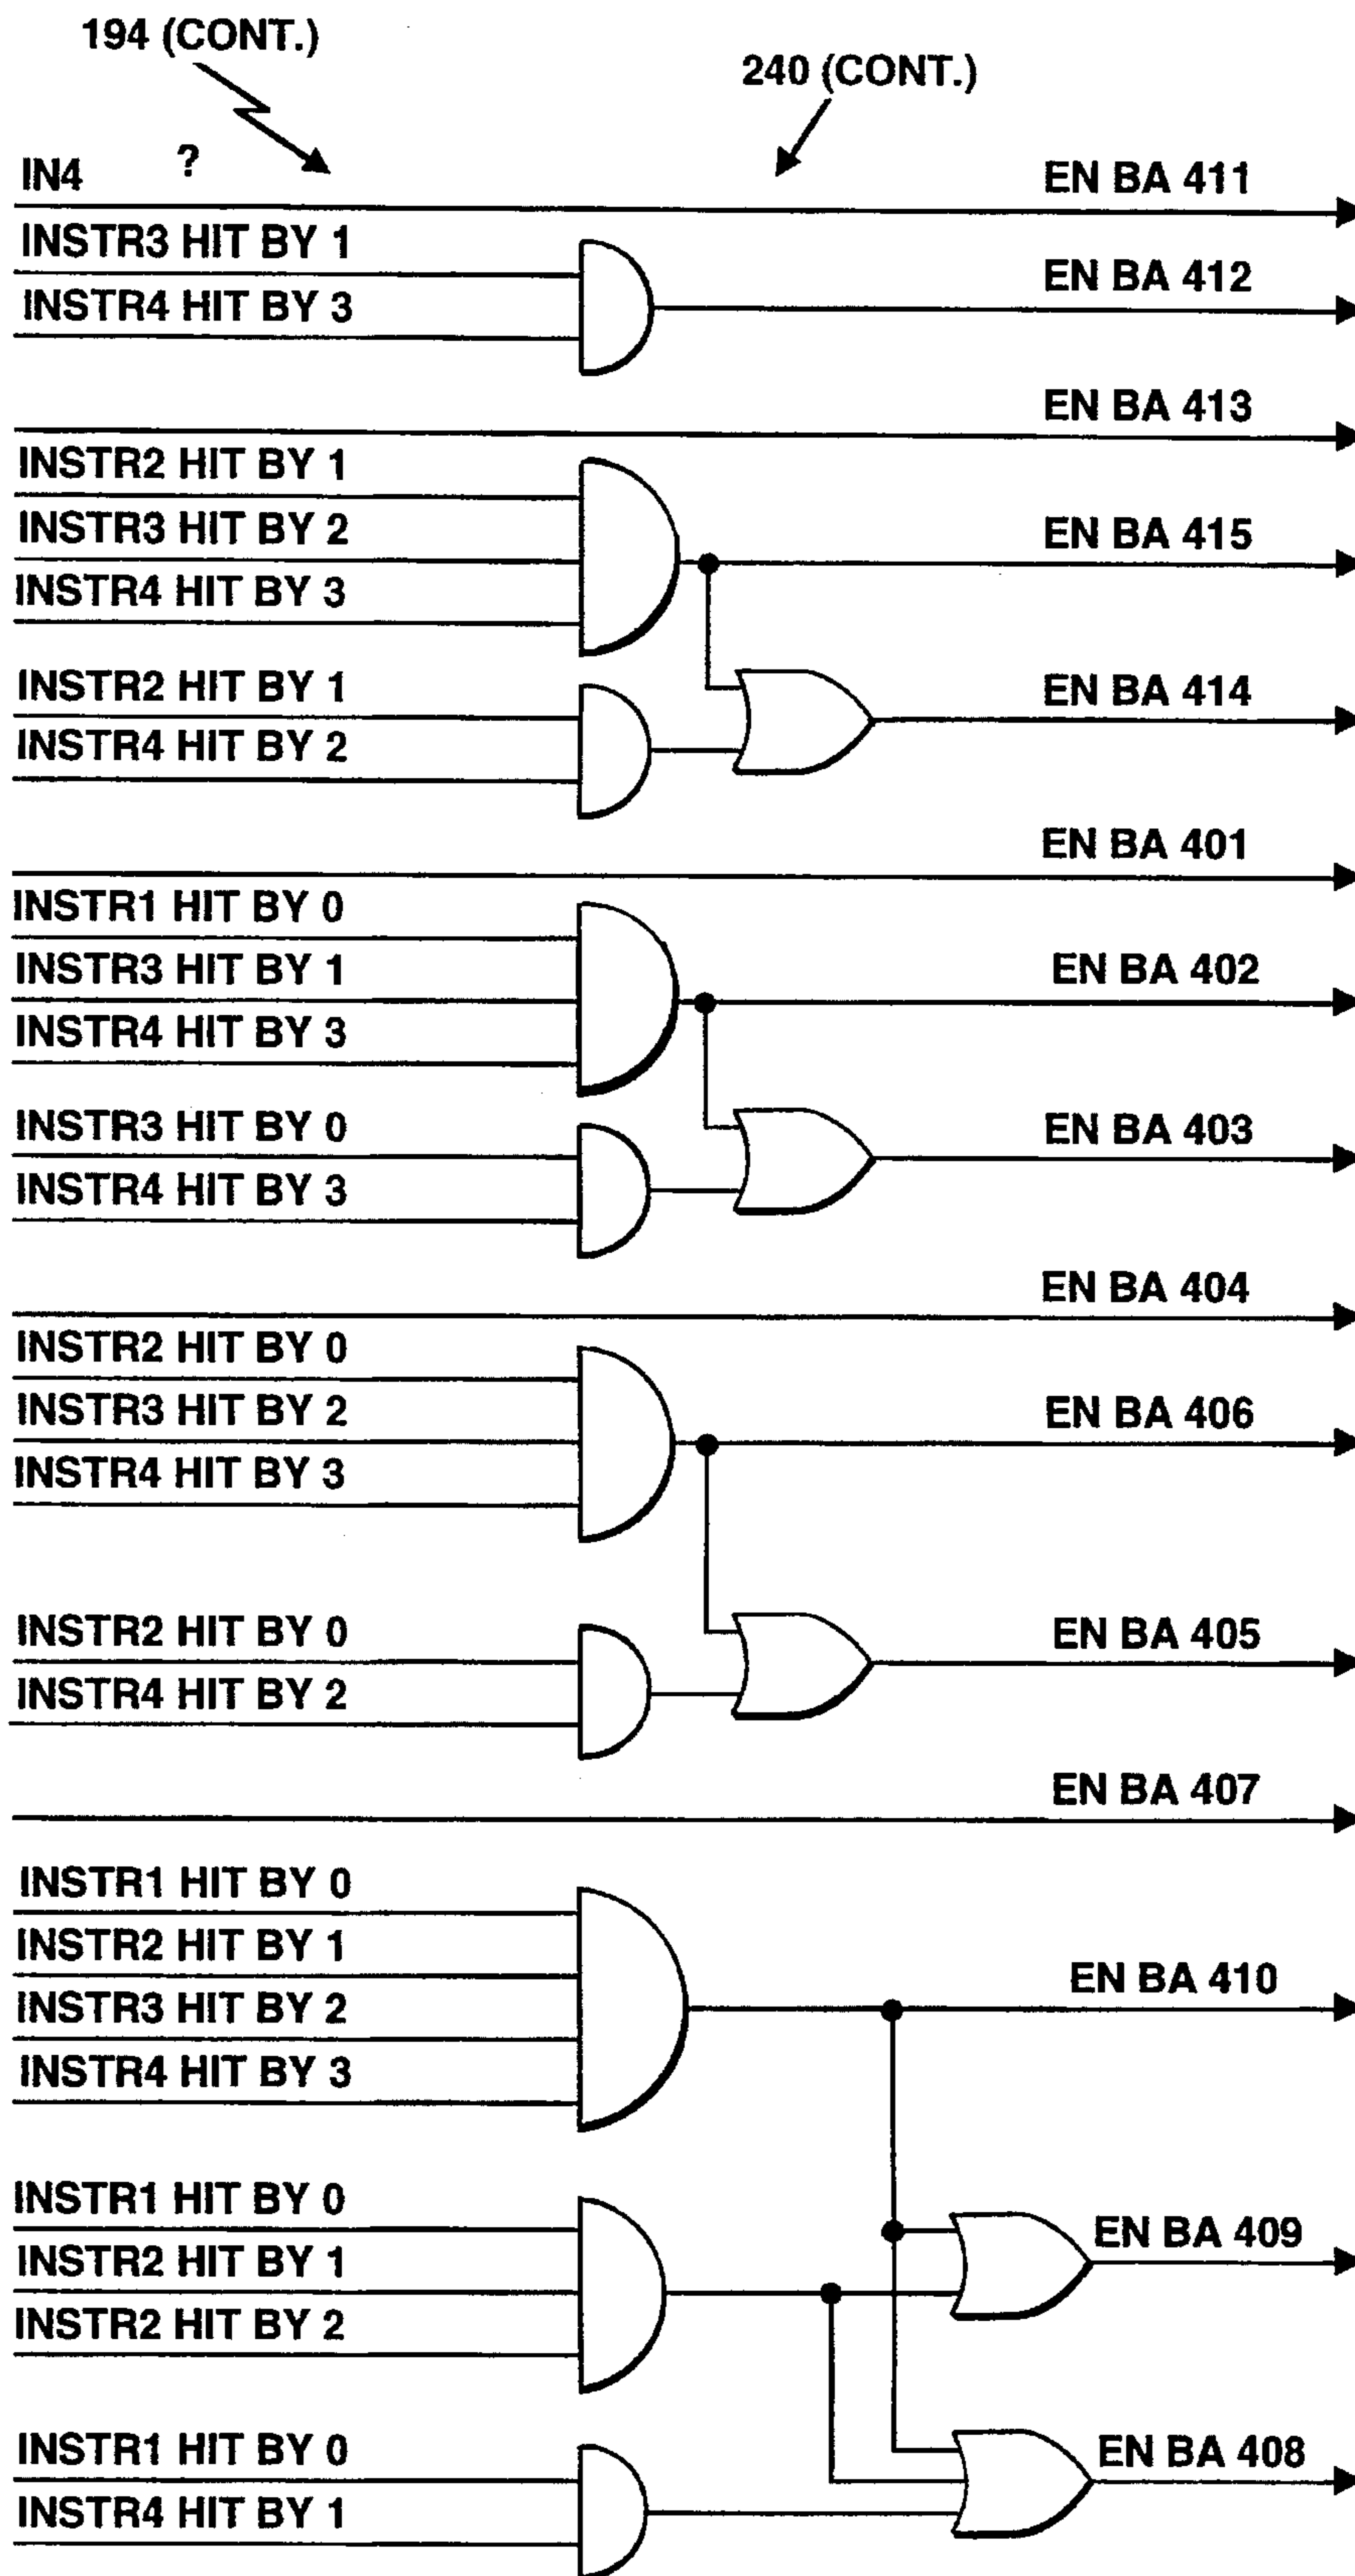 194 (CONT.)
240 (CONT.)
IN4 ?
EN BA 411
INSTR3 HIT BY 1
EN BA 412
INSTR4 HIT BY 3
EN BA 413
INSTR2 HIT BY 1
INSTR3 HIT BY 2
EN BA 415
INSTR4 HIT BY 3
INSTR2 HIT BY 1
EN BA 414
INSTR4 HIT BY 2
EN BA 401
INSTR1 HIT BY 0
INSTR3 HIT BY 1
EN BA 402
INSTR4 HIT BY 3
INSTR3 HIT BY 0
EN BA 403
INSTR4 HIT BY 3
EN BA 404
INSTR2 HIT BY 0
INSTR3 HIT BY 2
EN BA 406
INSTR4 HIT BY 3
INSTR2 HIT BY 0
EN BA 405
INSTR4 HIT BY 2
EN BA 407
INSTR1 HIT BY 0
INSTR2 HIT BY 1
EN BA 410
INSTR3 HIT BY 2
INSTR4 HIT BY 3
INSTR1 HIT BY 0
EN BA 409
INSTR2 HIT BY 1
INSTR2 HIT BY 2
INSTR1 HIT BY 0
EN BA 408
INSTR4 HIT BY 1